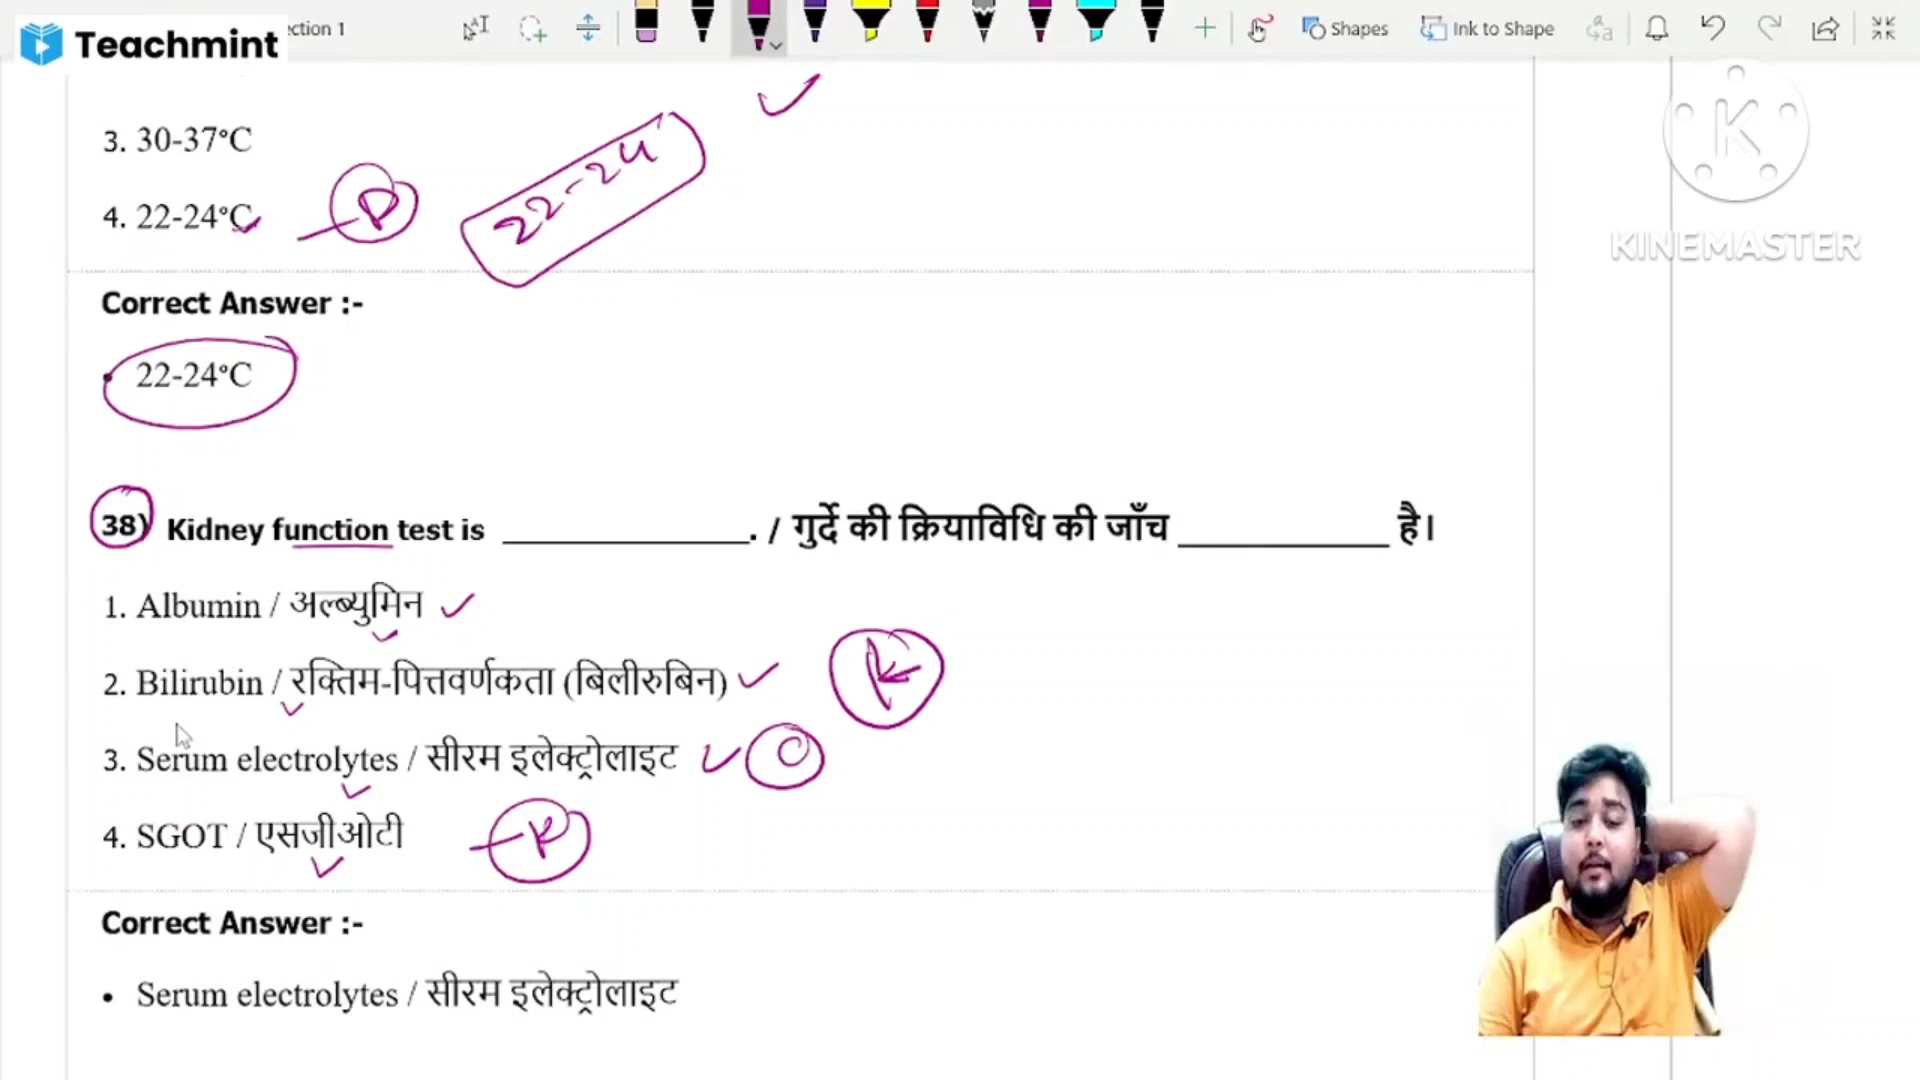 Teachmint
ction 1
Shapes
Ink to Shape
3. 30-37°C
4. 22-24°C
D
22-24
KINEMASTER
Correct Answer :-
• 22-24°C
38) Kidney function test is ____________. / गुर्दे की क्रियाविधि की जाँच __________ है।
1. Albumin / अल्ब्युमिन
2. Bilirubin / रक्तिम-पित्तवर्णकता (बिलीरुबिन)
3. Serum electrolytes / सीरम इलेक्ट्रोलाइट
C
4. SGOT / एसजीओटी
Correct Answer :-
• Serum electrolytes / सीरम इलेक्ट्रोलाइट